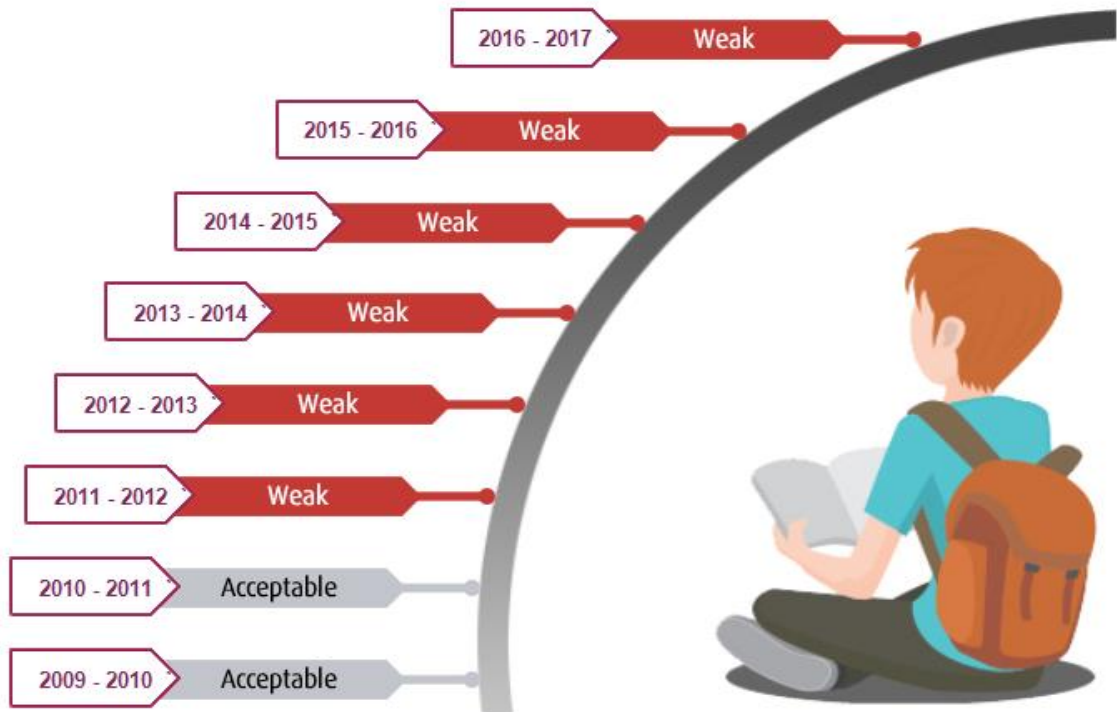 2016 - 2017 Weak
2015 - 2016 Weak
2014 - 2015 Weak
2013 - 2014 Weak
2012 - 2013 Weak
2011 - 2012 Weak
2010 - 2011 Acceptable
2009 - 2010 Acceptable